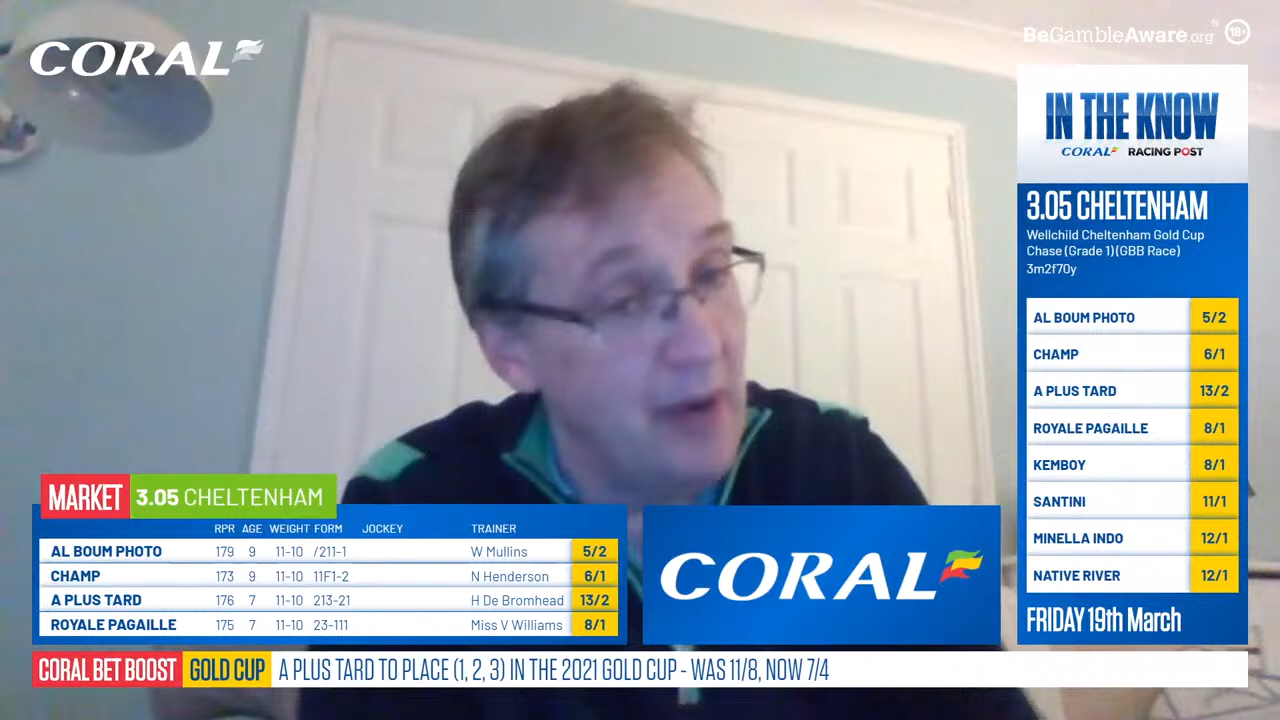 CORAL
BeGambleAware.org® 18+
IN THE KNOW
CORAL RACING POST
3.05 CHELTENHAM
Wellchild Cheltenham Gold Cup
Chase (Grade 1) (GBB Race)
3m2f70y
AL BOUM PHOTO 5/2
CHAMP 6/1
A PLUS TARD 13/2
ROYALE PAGAILLE 8/1
KEMBOY 8/1
SANTINI 11/1
MINELLA INDO 12/1
NATIVE RIVER 12/1
FRIDAY 19th March
MARKET 3.05 CHELTENHAM
RPR AGE WEIGHT FORM JOCKEY TRAINER
AL BOUM PHOTO 179 9 11-10 /211-1 W Mullins 5/2
CHAMP 173 9 11-10 11F1-2 N Henderson 6/1
A PLUS TARD 176 7 11-10 213-21 H De Bromhead 13/2
ROYALE PAGAILLE 175 7 11-10 23-111 Miss V Williams 8/1
CORAL
CORAL BET BOOST GOLD CUP A PLUS TARD TO PLACE (1, 2, 3) IN THE 2021 GOLD CUP - WAS 11/8, NOW 7/4